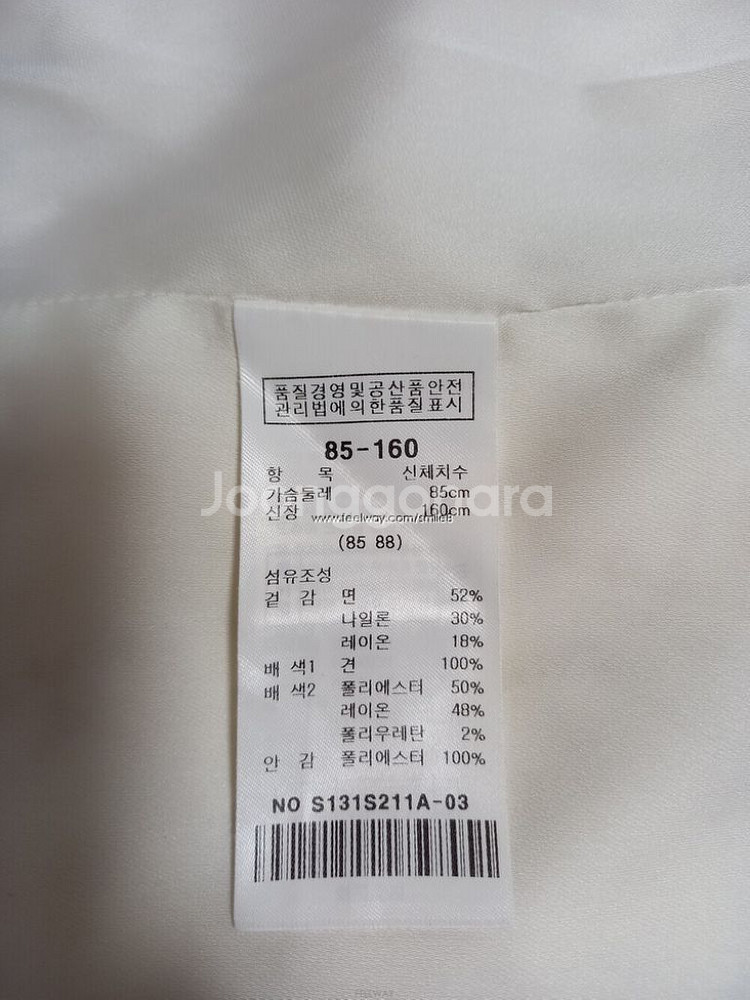 품질경영및공산품안전
관리법에의한품질표시
85-160
항 목 신체치수
가슴둘레 85cm
신장 160cm
Joonggonara
www.feelway.com/smile8
(85 88)
섬유조성
겉 감 면 52%
나일론 30%
레이온 18%
배 색1 견 100%
배 색2 폴리에스터 50%
레이온 48%
폴리우레탄 2%
안 감 폴리에스터 100%
NO S131S211A-03
FEELWAY